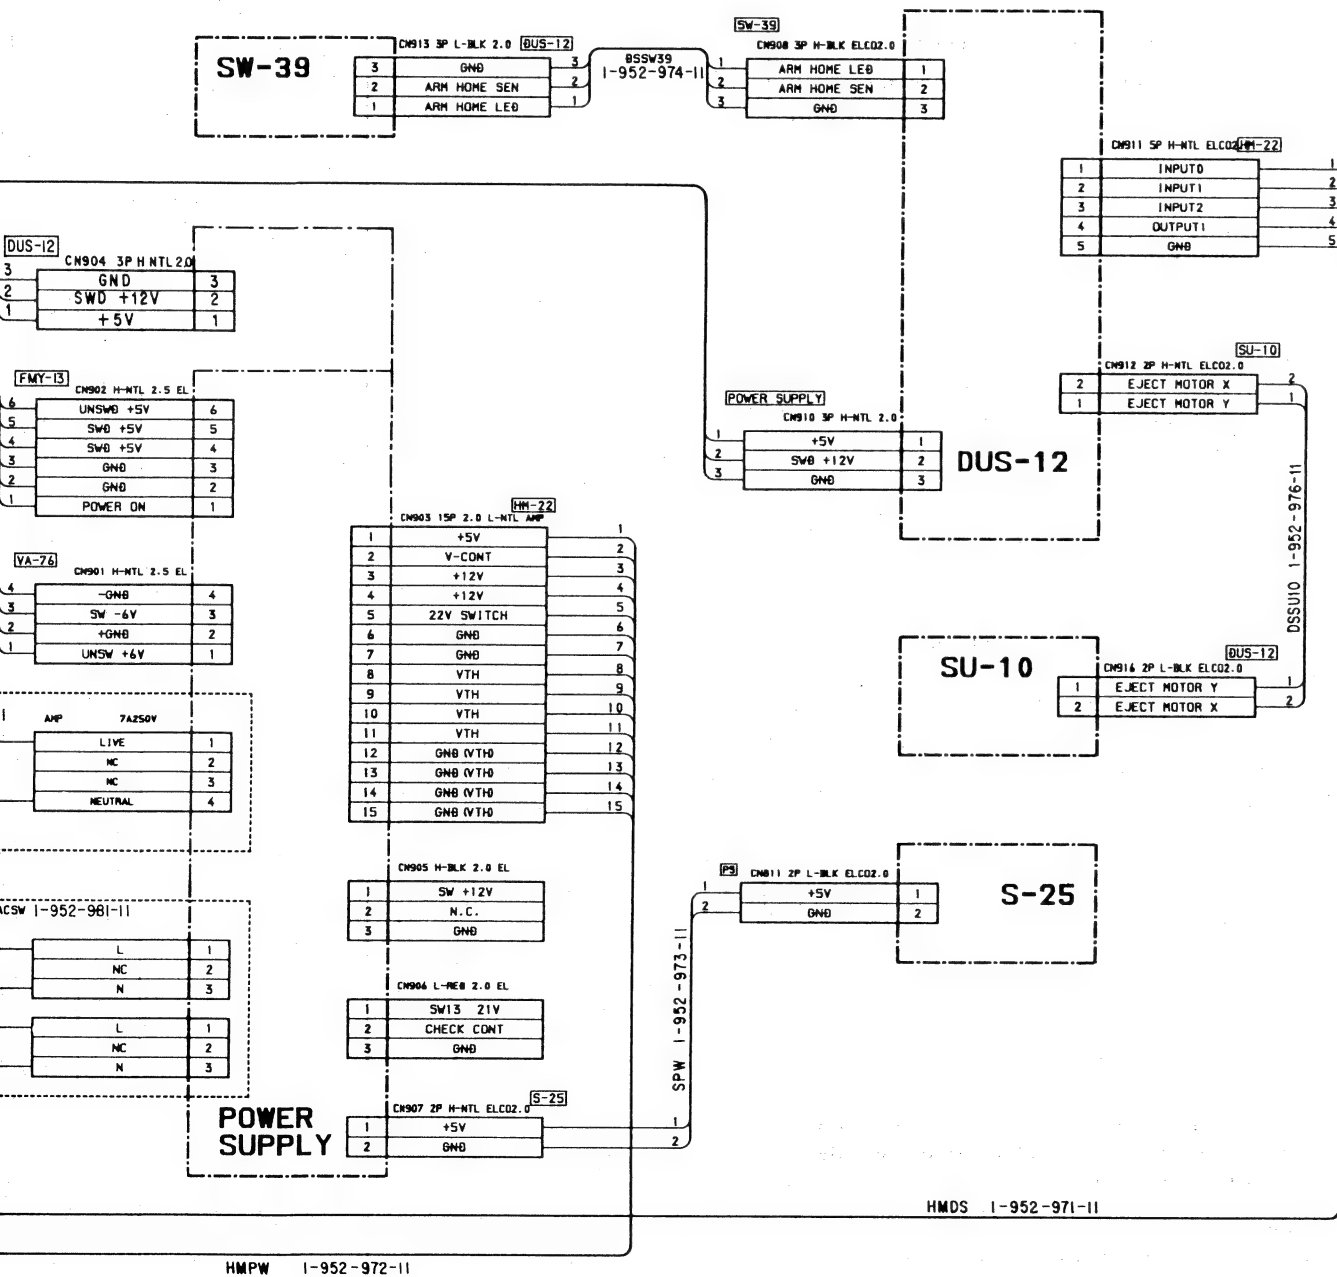 SW-39
CN913 3P L-BLK 2.0 DUS-12
3 GND 3
2 ARM HOME SEN 2
1 ARM HOME LED 1
DSSW39
1-952-974-11
SW-39
CN908 3P H-BLK ELCO2.0
1 ARM HOME LED 1
2 ARM HOME SEN 2
3 GND 3
CN911 5P H-NTL ELCO2.0 HM-22
1 INPUT0 1
2 INPUT1 2
3 INPUT2 3
4 OUTPUT1 4
5 GND 5
DUS-12
CN904 3P H NTL 2.0
3 GND 3
2 SWD +12V 2
1 +5V 1
FMY-13
CN902 H-NTL 2.5 EL
6 UNSWD +5V 6
5 SWD +5V 5
4 SWD +5V 4
3 GND 3
2 GND 2
1 POWER ON 1
SU-10
CN912 2P H-NTL ELCO2.0
2 EJECT MOTOR X 2
1 EJECT MOTOR Y 1
POWER SUPPLY
CN910 3P H-NTL 2.0
1 +5V 1
2 SWD +12V 2
3 GND 3
DUS-12
DSSU10 1-952-976-11
HM-22
CN903 15P 2.0 L-NTL AMP
1 +5V 1
2 V-CONT 2
3 +12V 3
4 +12V 4
5 22V SWITCH 5
6 GND 6
7 GND 7
8 VTH 8
9 VTH 9
10 VTH 10
11 VTH 11
12 GND (VTH) 12
13 GND (VTH) 13
14 GND (VTH) 14
15 GND (VTH) 15
VA-76
CN901 H-NTL 2.5 EL
4 -GND 4
3 SW -6V 3
2 +GND 2
1 UNSW +6V 1
SU-10
DUS-12
CN916 2P L-BLK ELCO2.0
1 EJECT MOTOR Y 1
2 EJECT MOTOR X 2
1 AMP 7A250V
LIVE 1
NC 2
NC 3
NEUTRAL 4
CN905 H-BLK 2.0 EL
1 SW +12V
2 N.C.
3 GND
P9 CN811 2P L-BLK ELCO2.0
1 +5V 1
2 GND 2
S-25
ACSW 1-952-981-11
L 1
NC 2
N 3
L 1
NC 2
N 3
CN906 L-RED 2.0 EL
1 SW13 21V
2 CHECK CONT
3 GND
SPW 1-952-973-11
POWER
SUPPLY
CN907 2P H-NTL ELCO2.0 S-25
1 +5V 1
2 GND 2
HMDS 1-952-971-11
HMPW 1-952-972-11